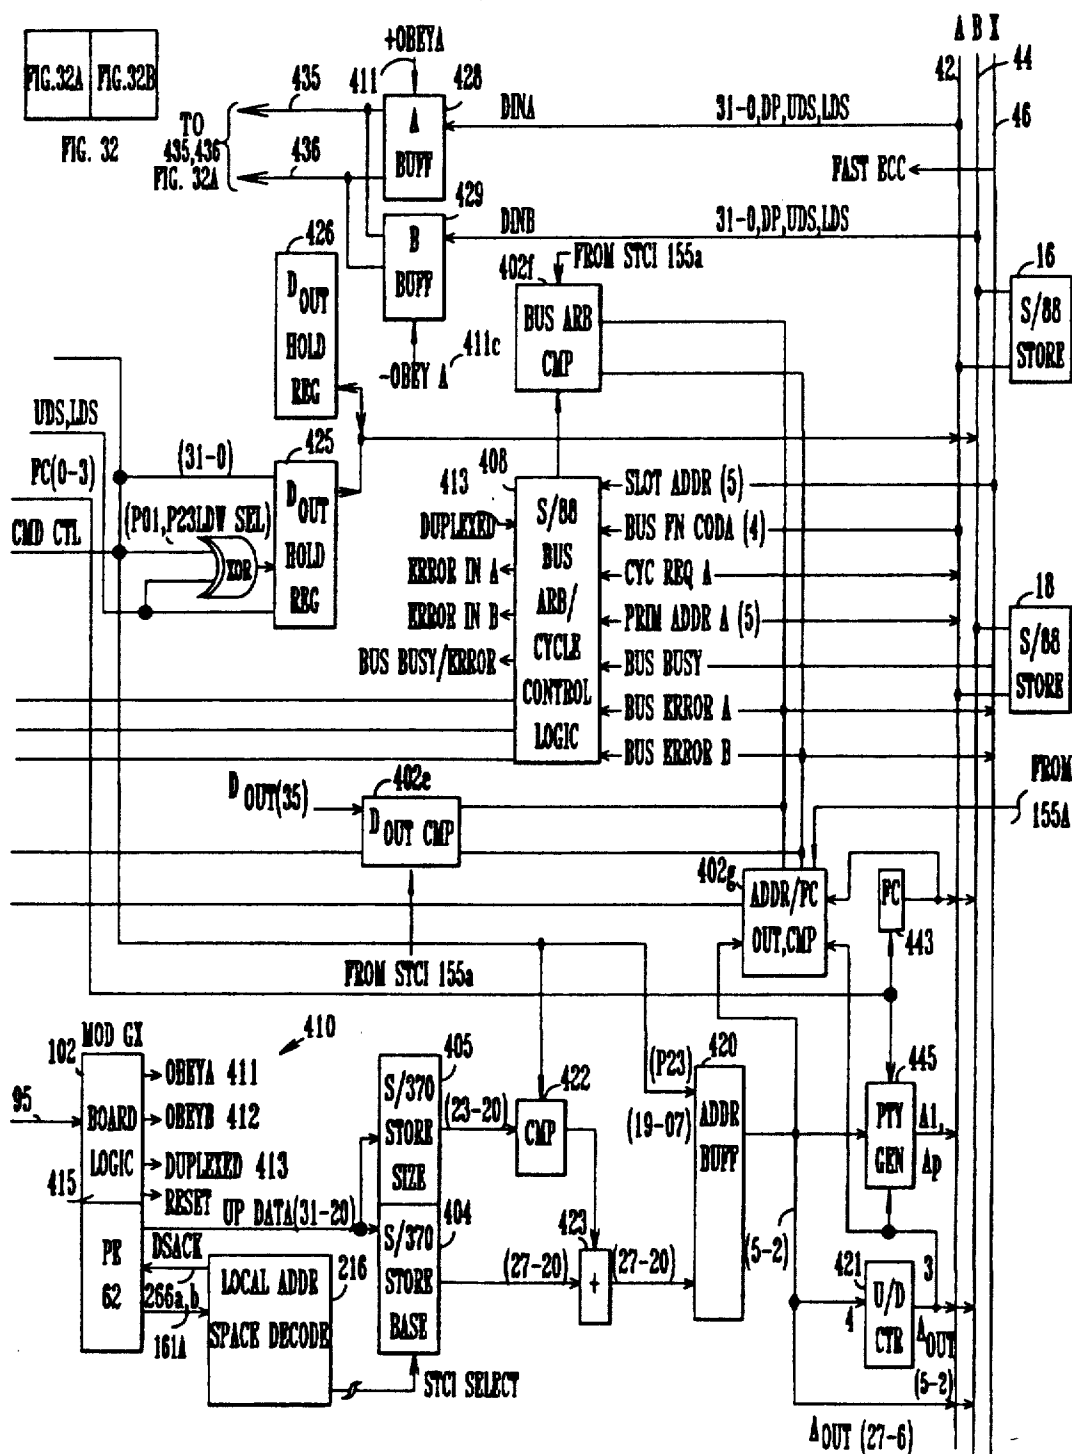 A B X
+OBEYA
411
428
42
44
FIG.32A FIG.32B
FIG. 32
435
TO
435,436
FIG. 32A
436
A
BUFF
DINA
31-0,DP,UDS,LDS
46
FAST ECC
429
B
BUFF
DINB
31-0,DP,UDS,LDS
426
DOUT
HOLD
REG
FROM STCI 155a
402f
BUS ARB
CMP
16
S/88
STORE
-OBEY A
411c
UDS,LDS
FC(0-3)
(31-0)
425
CMD CTL
(P01,P23LDW SEL)
XOR
DOUT
HOLD
REG
408
413
DUPLEXED
ERROR IN A
ERROR IN B
BUS BUSY/ERROR
S/88
BUS
ARB/
CYCLE
CONTROL
LOGIC
SLOT ADDR (5)
BUS FN CODA (4)
CYC REQ A
PRIM ADDR A (5)
BUS BUSY
BUS ERROR A
BUS ERROR B
18
S/88
STORE
DOUT(35)
402e
DOUT CMP
FROM
155A
402g
ADDR/FC
OUT,CMP
FC
443
FROM STCI 155a
MOD GX
410
102
95
BOARD
LOGIC
OBEYA 411
OBEYB 412
DUPLEXED 413
RESET
415
405
S/370
STORE
SIZE
(23-20)
422
CMP
(P23)
420
(19-07)
ADDR
BUFF
445
PTY
GEN
A1,
Ap
UP DATA(31-20)
PE
62
DSACK
266a,b
161A
216
LOCAL ADDR
SPACE DECODE
404
S/370
STORE
BASE
(27-20)
423
+
(27-20)
(5-2)
421
4
U/D
CTR
3
AOUT
(5-2)
STCI SELECT
AOUT (27-6)